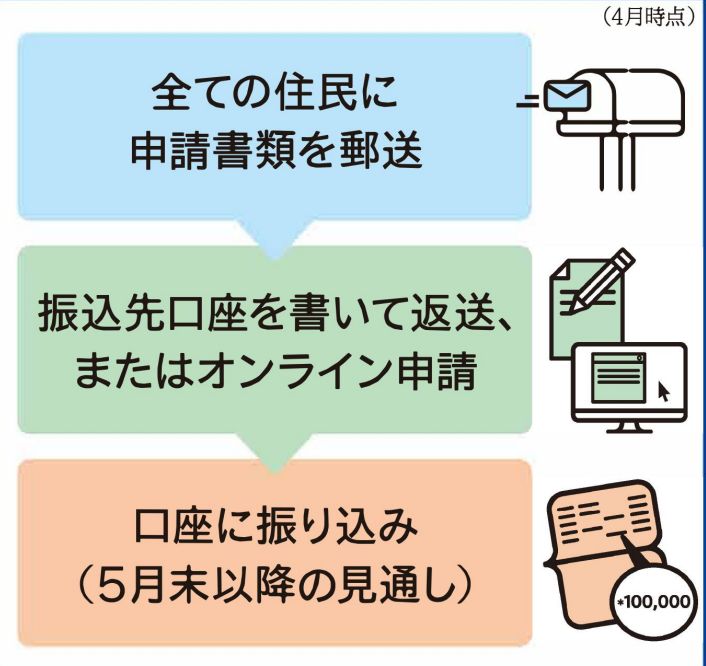 （4月時点）
全ての住民に
申請書類を郵送
振込先口座を書いて返送、
またはオンライン申請
口座に振り込み
（5月末以降の見通し）
*100,000